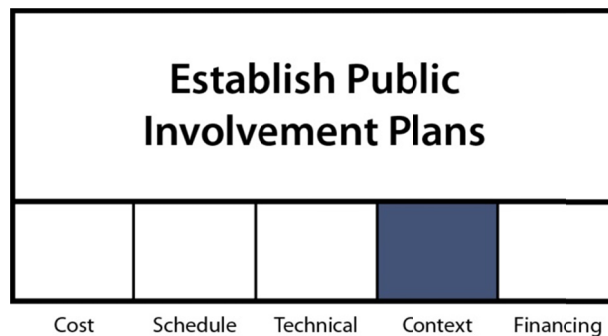 Establish Public
Involvement Plans
Cost Schedule Technical Context Financing